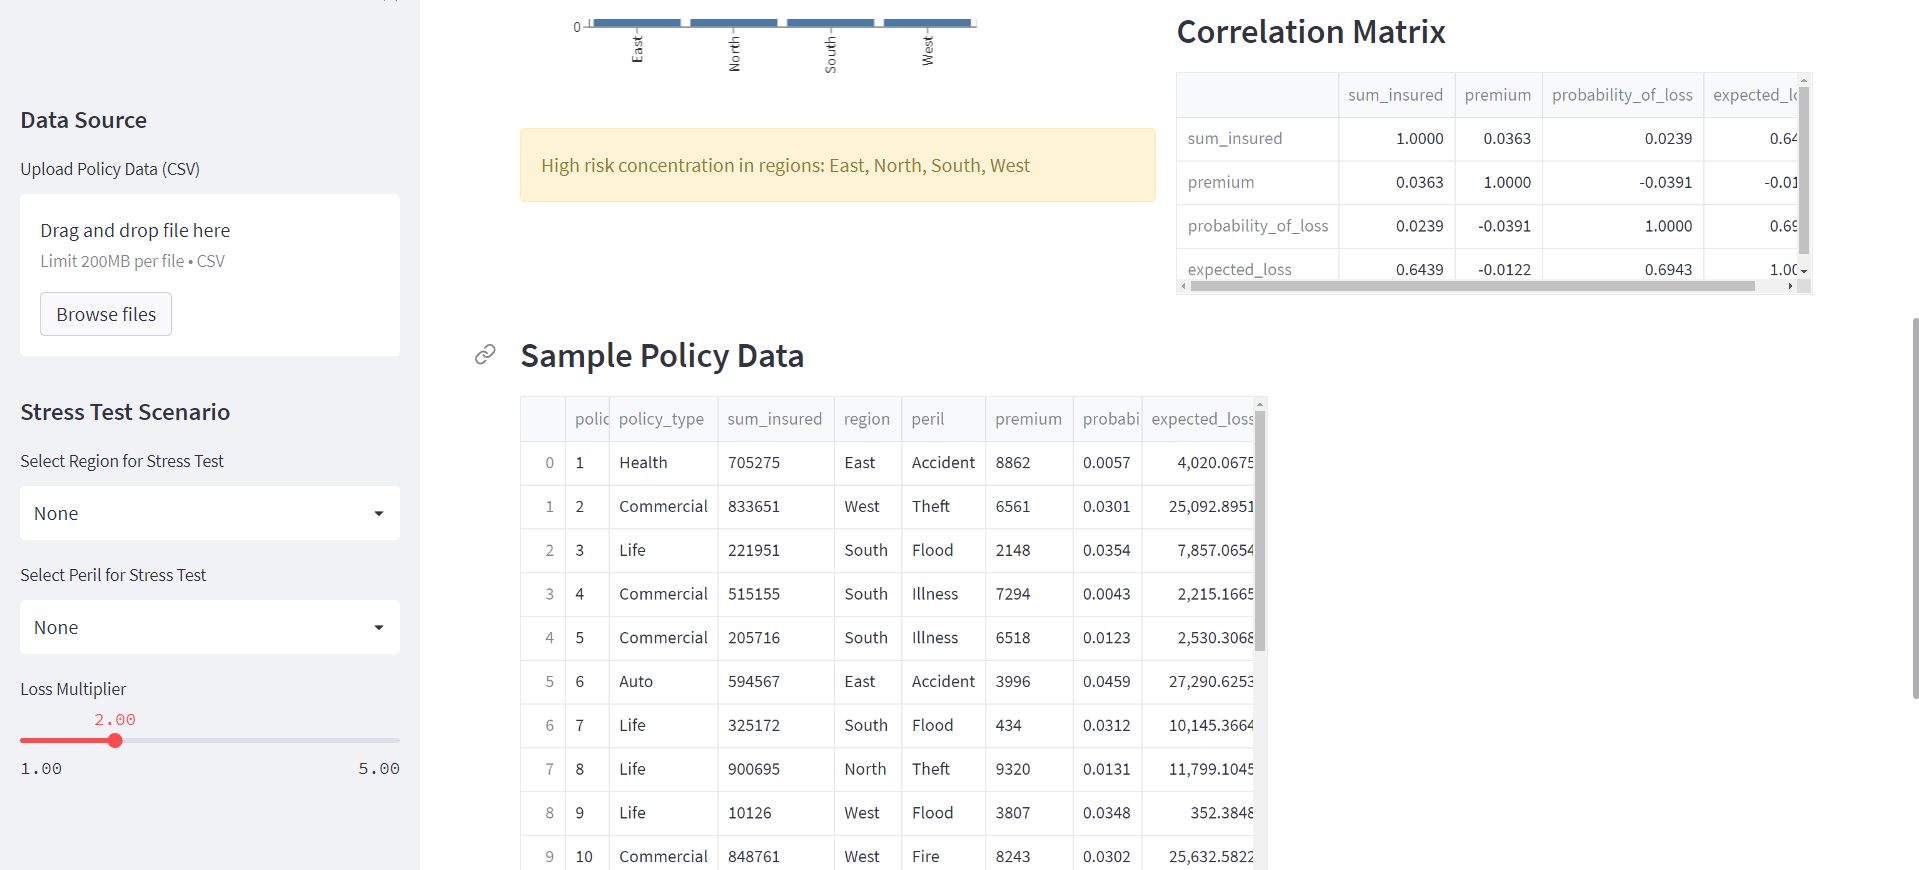 Data Source
Upload Policy Data (CSV)
Drag and drop file here
Limit 200MB per file • CSV
Browse files
Stress Test Scenario
Select Region for Stress Test
None
Select Peril for Stress Test
None
Loss Multiplier
2.00
1.00 5.00
0
East North South West
High risk concentration in regions: East, North, South, West
Correlation Matrix
sum_insured premium probability_of_loss expected_lo
sum_insured 1.0000 0.0363 0.0239 0.64
premium 0.0363 1.0000 -0.0391 -0.01
probability_of_loss 0.0239 -0.0391 1.0000 0.69
expected_loss 0.6439 -0.0122 0.6943 1.00
Sample Policy Data
polic policy_type sum_insured region peril premium probabi expected_loss
0 1 Health 705275 East Accident 8862 0.0057 4,020.0675
1 2 Commercial 833651 West Theft 6561 0.0301 25,092.8951
2 3 Life 221951 South Flood 2148 0.0354 7,857.0654
3 4 Commercial 515155 South Illness 7294 0.0043 2,215.1665
4 5 Commercial 205716 South Illness 6518 0.0123 2,530.3068
5 6 Auto 594567 East Accident 3996 0.0459 27,290.6253
6 7 Life 325172 South Flood 434 0.0312 10,145.3664
7 8 Life 900695 North Theft 9320 0.0131 11,799.1045
8 9 Life 10126 West Flood 3807 0.0348 352.3848
9 10 Commercial 848761 West Fire 8243 0.0302 25,632.5822